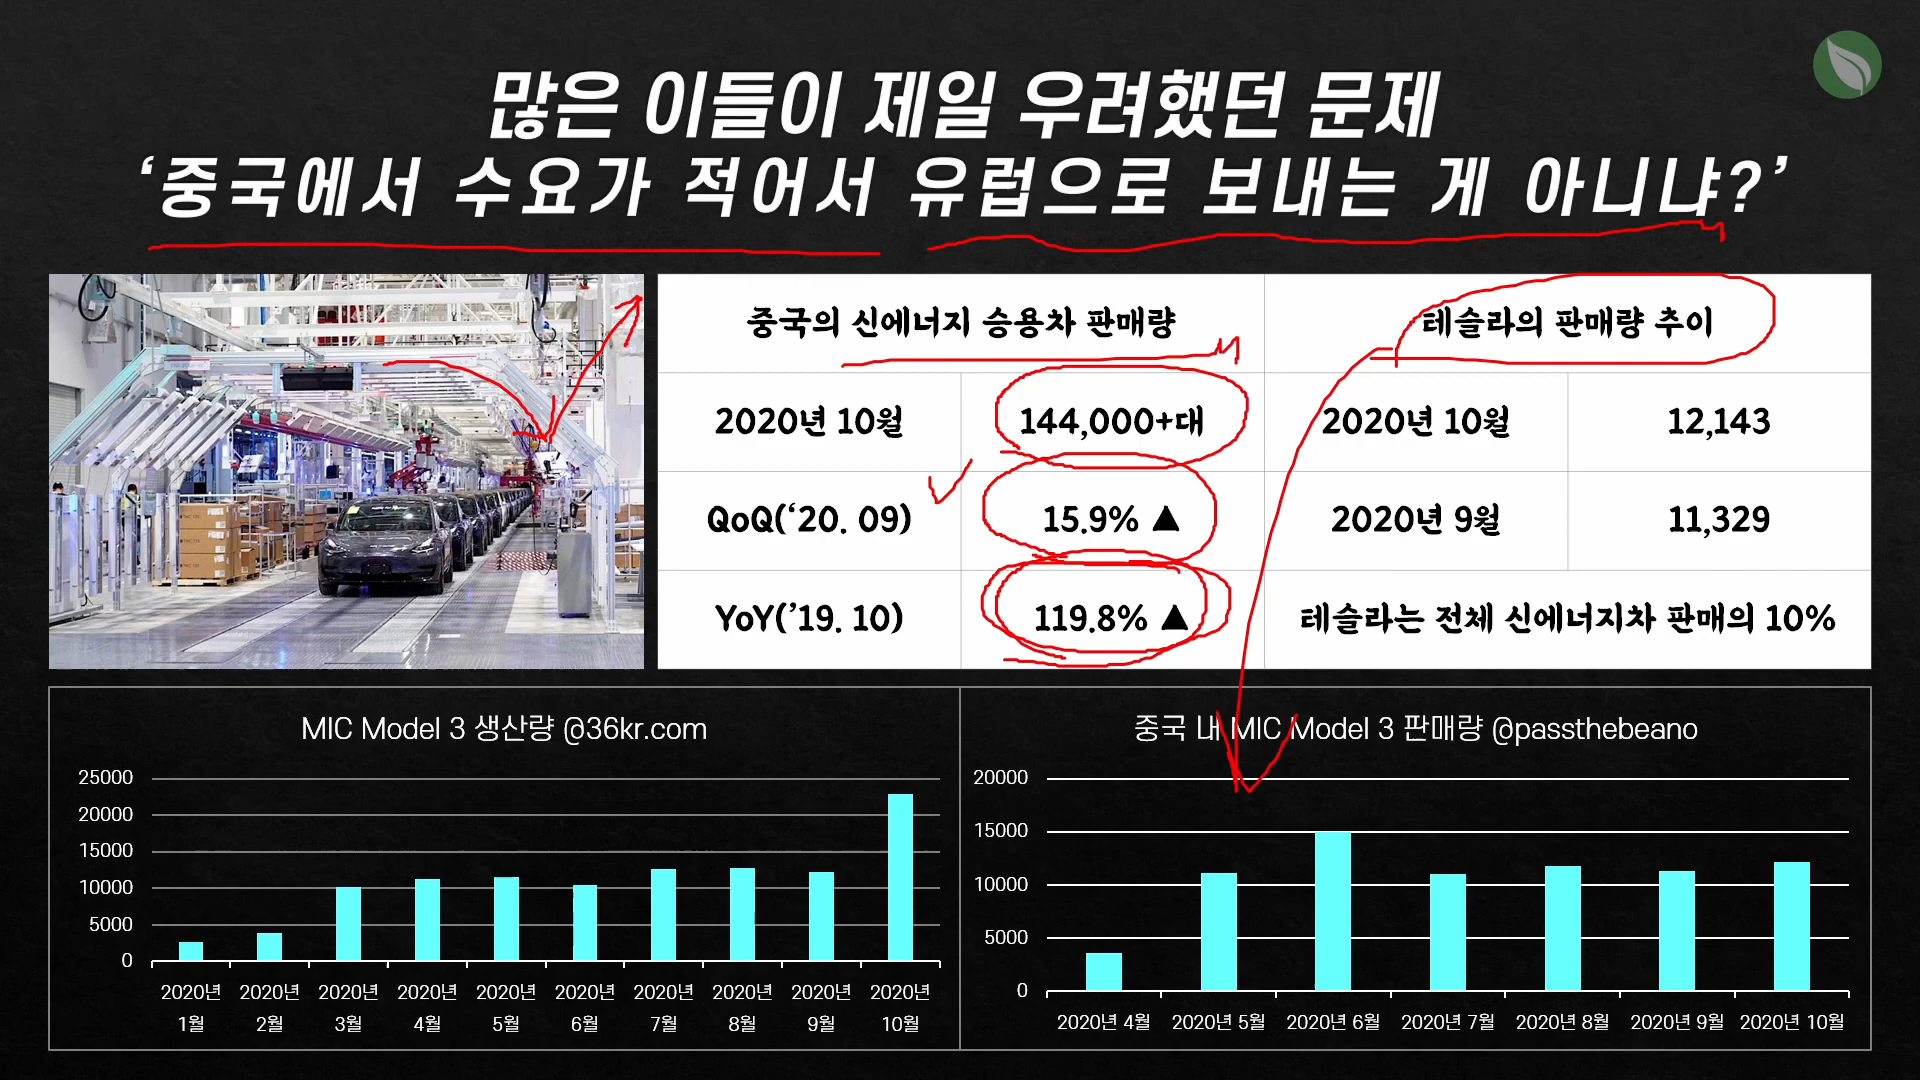 많은 이들이 제일 우려했던 문제
‘중국에서 수요가 적어서 유럽으로 보내는 게 아니냐?’
중국의 신에너지 승용차 판매량
테슬라의 판매량 추이
2020년 10월
144,000+대
2020년 10월
12,143
QoQ(‘20. 09)
15.9% ▲
2020년 9월
11,329
YoY(’19. 10)
119.8% ▲
테슬라는 전체 신에너지차 판매의 10%
MIC Model 3 생산량 @36kr.com
25000
20000
15000
10000
5000
0
2020년 1월
2020년 2월
2020년 3월
2020년 4월
2020년 5월
2020년 6월
2020년 7월
2020년 8월
2020년 9월
2020년 10월
중국 내 MIC Model 3 판매량 @passthebeano
20000
15000
10000
5000
0
2020년 4월
2020년 5월
2020년 6월
2020년 7월
2020년 8월
2020년 9월
2020년 10월